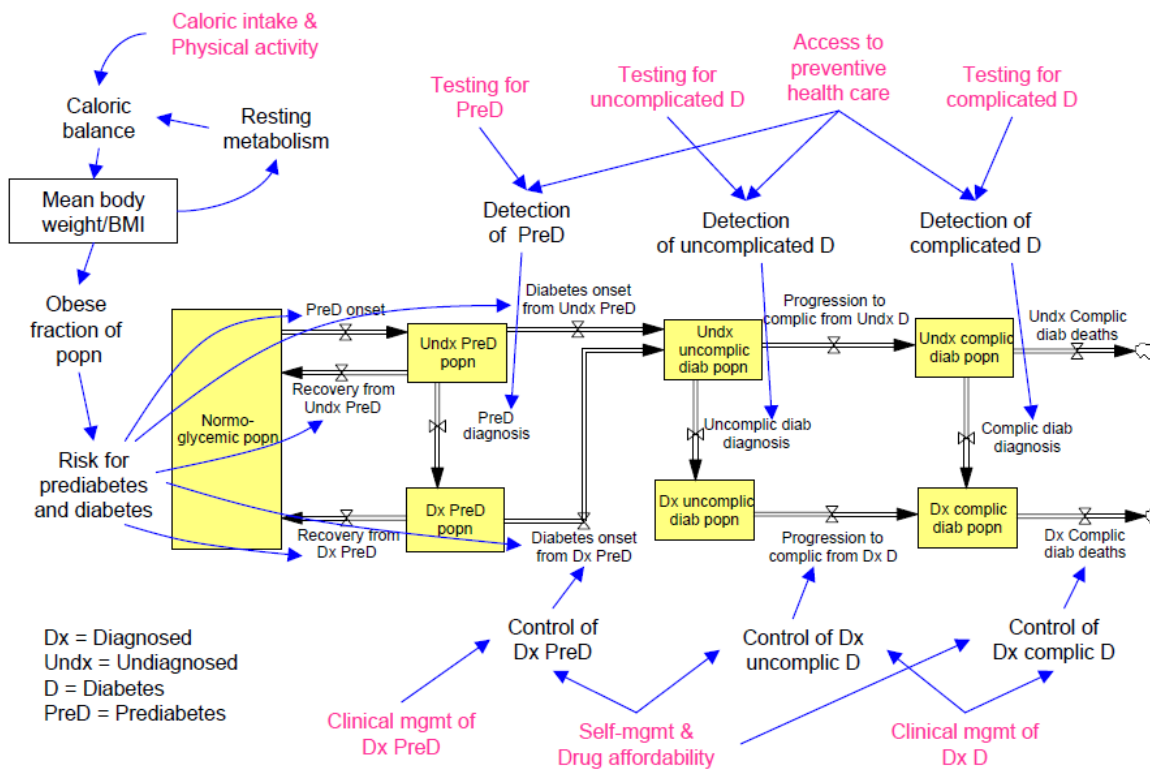 Caloric intake &
Physical activity
Access to
preventive
health care
Testing for
PreD
Testing for
uncomplicated D
Testing for
complicated D
Caloric
balance
Resting
metabolism
Mean body
weight/BMI
Detection
of PreD
Detection
of uncomplicated D
Detection of
complicated D
Obese
fraction of
popn
PreD onset
Diabetes onset
from Undx PreD
Progression to
complic from Undx D
Undx Complic
diab deaths
Undx PreD
popn
Undx
uncomplic
diab popn
Undx complic
diab popn
Recovery from
Undx PreD
Normo-
glycemic popn
PreD
diagnosis
Uncomplic diab
diagnosis
Complic diab
diagnosis
Risk for
prediabetes
and diabetes
Dx PreD
popn
Dx uncomplic
diab popn
Dx complic
diab popn
Recovery from
Dx PreD
Diabetes onset
from Dx PreD
Progression to
complic from Dx D
Dx Complic
diab deaths
Dx = Diagnosed
Undx = Undiagnosed
D = Diabetes
PreD = Prediabetes
Control of
Dx PreD
Control of Dx
uncomplic D
Control of
Dx complic D
Clinical mgmt of
Dx PreD
Self-mgmt &
Drug affordability
Clinical mgmt of
Dx D